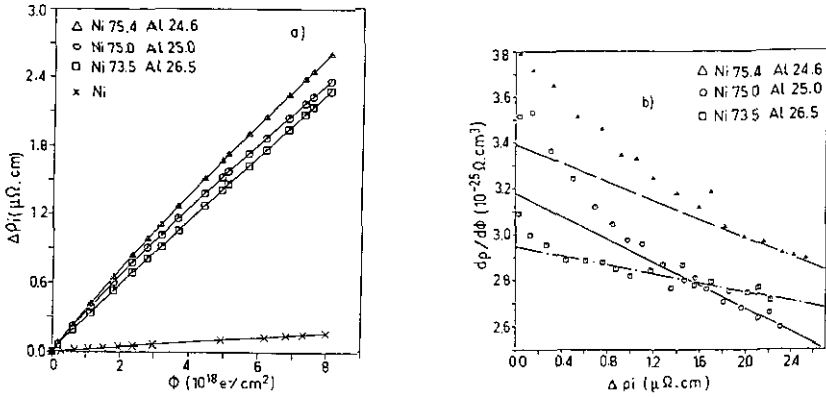 a)
△ Ni 75.4 Al 24.6
○ Ni 75.0 Al 25.0
□ Ni 73.5 Al 26.5
× Ni
3.0
2.4
1.8
1.2
0.6
0.0
Δρi (μΩ.cm)
0 2 4 6 8 10
Φ (10¹⁸e⁻/cm²)
b)
△ Ni 75.4 Al 24.6
○ Ni 75.0 Al 25.0
□ Ni 73.5 Al 26.5
3.8
3.6
3.4
3.2
3.0
2.8
2.6
dρ/dΦ (10⁻²⁵Ω.cm³)
0.0 0.4 0.8 1.2 1.6 2.0 2.4
Δρi (μΩ.cm)